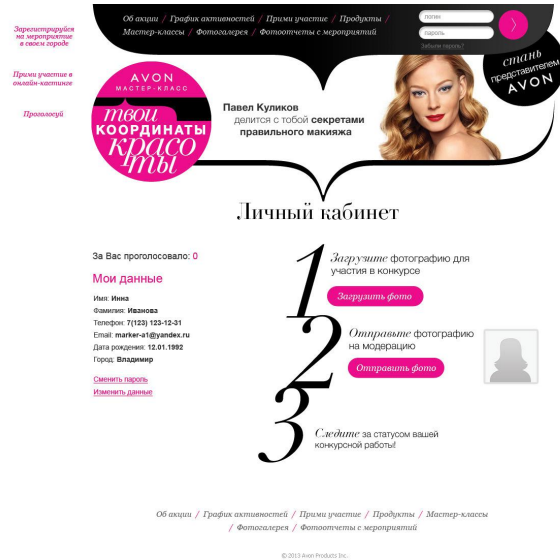 Зарегистрируйся
на мероприятие
в своем городе
Прими участие в
онлайн-кастинге
Проголосуй
Об акции / График активностей / Прими участие / Продукты /
Мастер-классы / Фотогалерея / Фотоотчеты с мероприятий
логин
пароль
Забыли пароль?
стань
представителем
AVON
AVON
МАСТЕР-КЛАСС
твои
КООРДИНАТЫ
красо
ты
Павел Куликов
делится с тобой секретами
правильного макияжа
Личный кабинет
За Вас проголосовало: 0
Мои данные
Имя: Инна
Фамилия: Иванова
Телефон: 7(123) 123-12-31
Email: marker-a1@yandex.ru
Дата рождения: 12.01.1992
Город: Владимир
Сменить пароль
Изменить данные
1
Загрузите фотографию для
участия в конкурсе
Загрузить фото
2
Отправьте фотографию
на модерацию
Отправить фото
3
Следите за статусом вашей
конкурсной работы!
Об акции / График активностей / Прими участие / Продукты / Мастер-классы
/ Фотогалерея / Фотоотчеты с мероприятий
© 2013 Avon Products Inc.